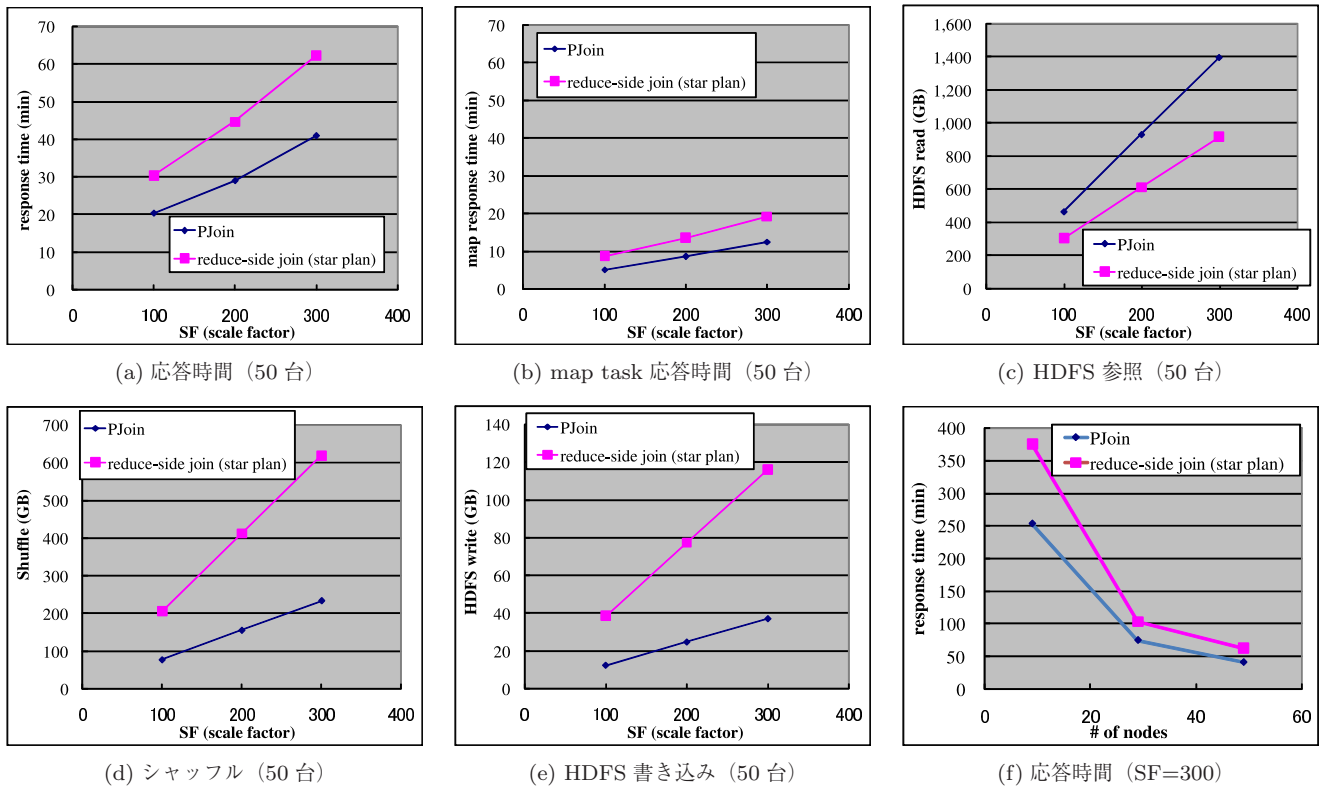 70
60
50
40
30
20
10
0
response time (min)
PJoin
reduce-side join (star plan)
0 100 200 300 400
SF (scale factor)
(a) 応答時間（50 台）
70
60
50
40
30
20
10
0
map response time (min)
PJoin
reduce-side join (star plan)
0 100 200 300 400
SF (scale factor)
(b) map task 応答時間（50 台）
1,600
1,400
1,200
1,000
800
600
400
200
0
HDFS read (GB)
PJoin
reduce-side join (star plan)
0 100 200 300 400
SF (scale factor)
(c) HDFS 参照（50 台）
700
600
500
400
300
200
100
0
Shuffle (GB)
PJoin
reduce-side join (star plan)
0 100 200 300 400
SF (scale factor)
(d) シャッフル（50 台）
140
120
100
80
60
40
20
0
HDFS write (GB)
PJoin
reduce-side join (star plan)
0 100 200 300 400
SF (scale factor)
(e) HDFS 書き込み（50 台）
400
350
300
250
200
150
100
50
0
response time (min)
PJoin
reduce-side join (star plan)
0 20 40 60
# of nodes
(f) 応答時間（SF=300）